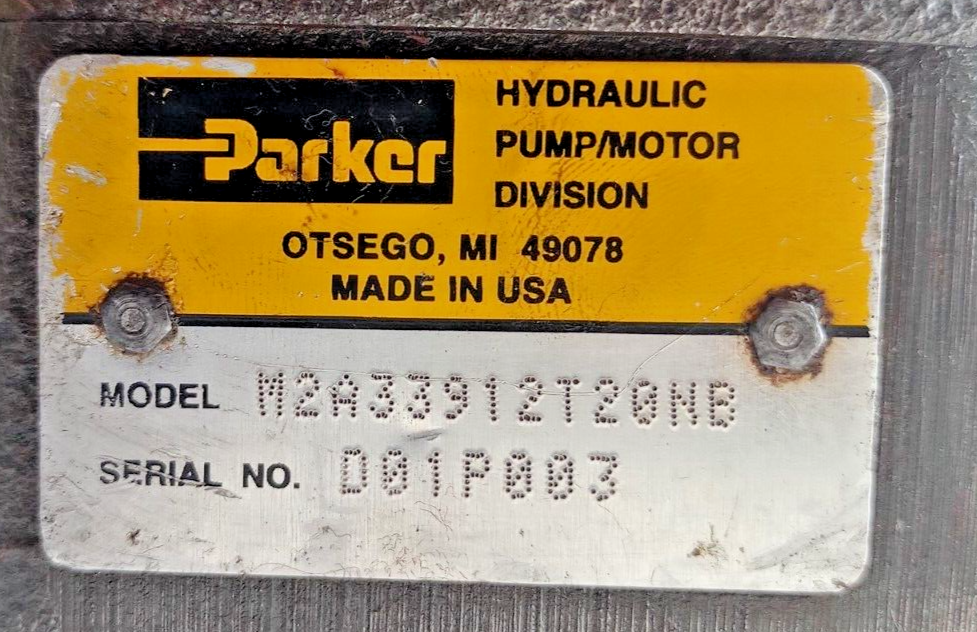 Parker
HYDRAULIC
PUMP/MOTOR
DIVISION
OTSEGO, MI 49078
MADE IN USA
MODEL M2A33912T20NB
SERIAL NO. D01P003